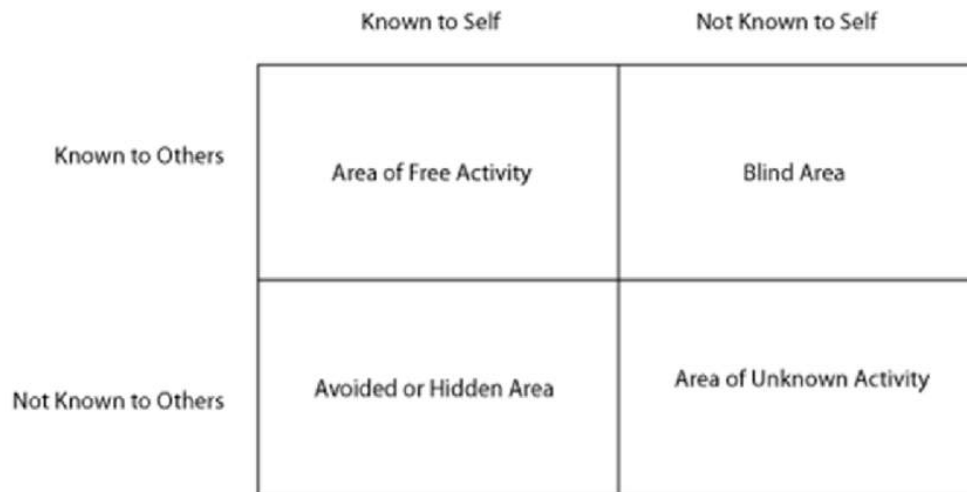 Known to Self
Not Known to Self
Known to Others
Area of Free Activity
Blind Area
Not Known to Others
Avoided or Hidden Area
Area of Unknown Activity